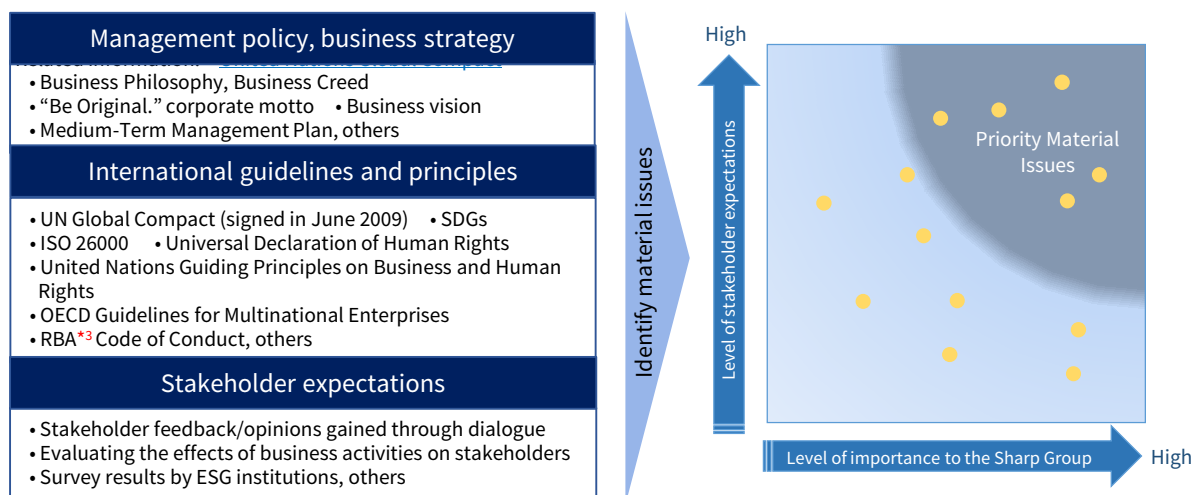 Management policy, business strategy
• Business Philosophy, Business Creed
• “Be Original.” corporate motto • Business vision
• Medium-Term Management Plan, others
International guidelines and principles
• UN Global Compact (signed in June 2009) • SDGs
• ISO 26000 • Universal Declaration of Human Rights
• United Nations Guiding Principles on Business and Human
Rights
• OECD Guidelines for Multinational Enterprises
• RBA*3 Code of Conduct, others
Stakeholder expectations
• Stakeholder feedback/opinions gained through dialogue
• Evaluating the effects of business activities on stakeholders
• Survey results by ESG institutions, others
Identify material issues
High
Level of stakeholder expectations
Priority Material
Issues
Level of importance to the Sharp Group
High